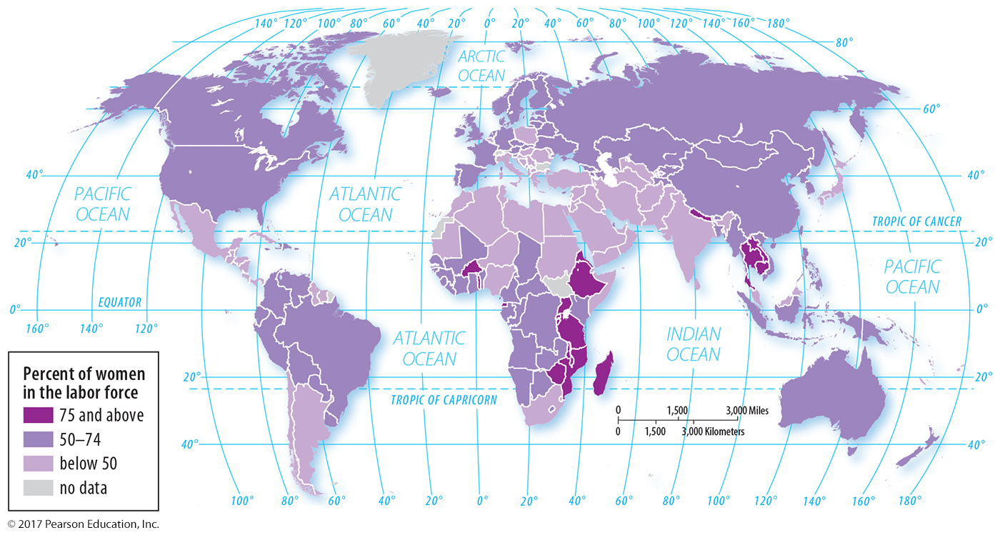 140° 120° 100° 80° 60° 40° 20° 0° 20° 40° 60° 80° 100° 120° 140° 160° 180°
80°
ARCTIC
OCEAN
60°
40°
40°
PACIFIC
OCEAN
ATLANTIC
OCEAN
TROPIC OF CANCER
20°
20°
PACIFIC
OCEAN
EQUATOR
0°
0°
160° 140° 120°
ATLANTIC
OCEAN
INDIAN
OCEAN
20°
20°
TROPIC OF CAPRICORN
0 1,500 3,000 Miles
0 1,500 3,000 Kilometers
40°
40°
100° 80° 60° 40° 20° 0° 20° 40° 60° 80° 100° 120° 140° 160° 180°
Percent of women
in the labor force
75 and above
50–74
below 50
no data
© 2017 Pearson Education, Inc.